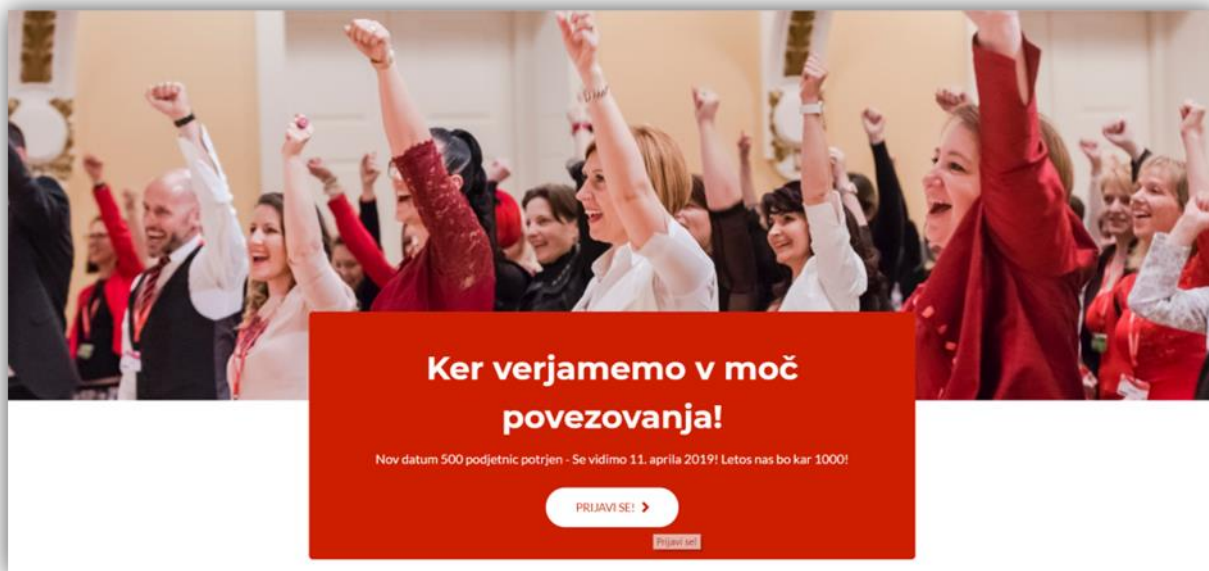 Ker verjamemo v moč
povezovanja!
Nov datum 500 podjetnic potrjen - Se vidimo 11. aprila 2019! Letos nas bo kar 1000!
PRIJAVI SE!
Prijavi se!